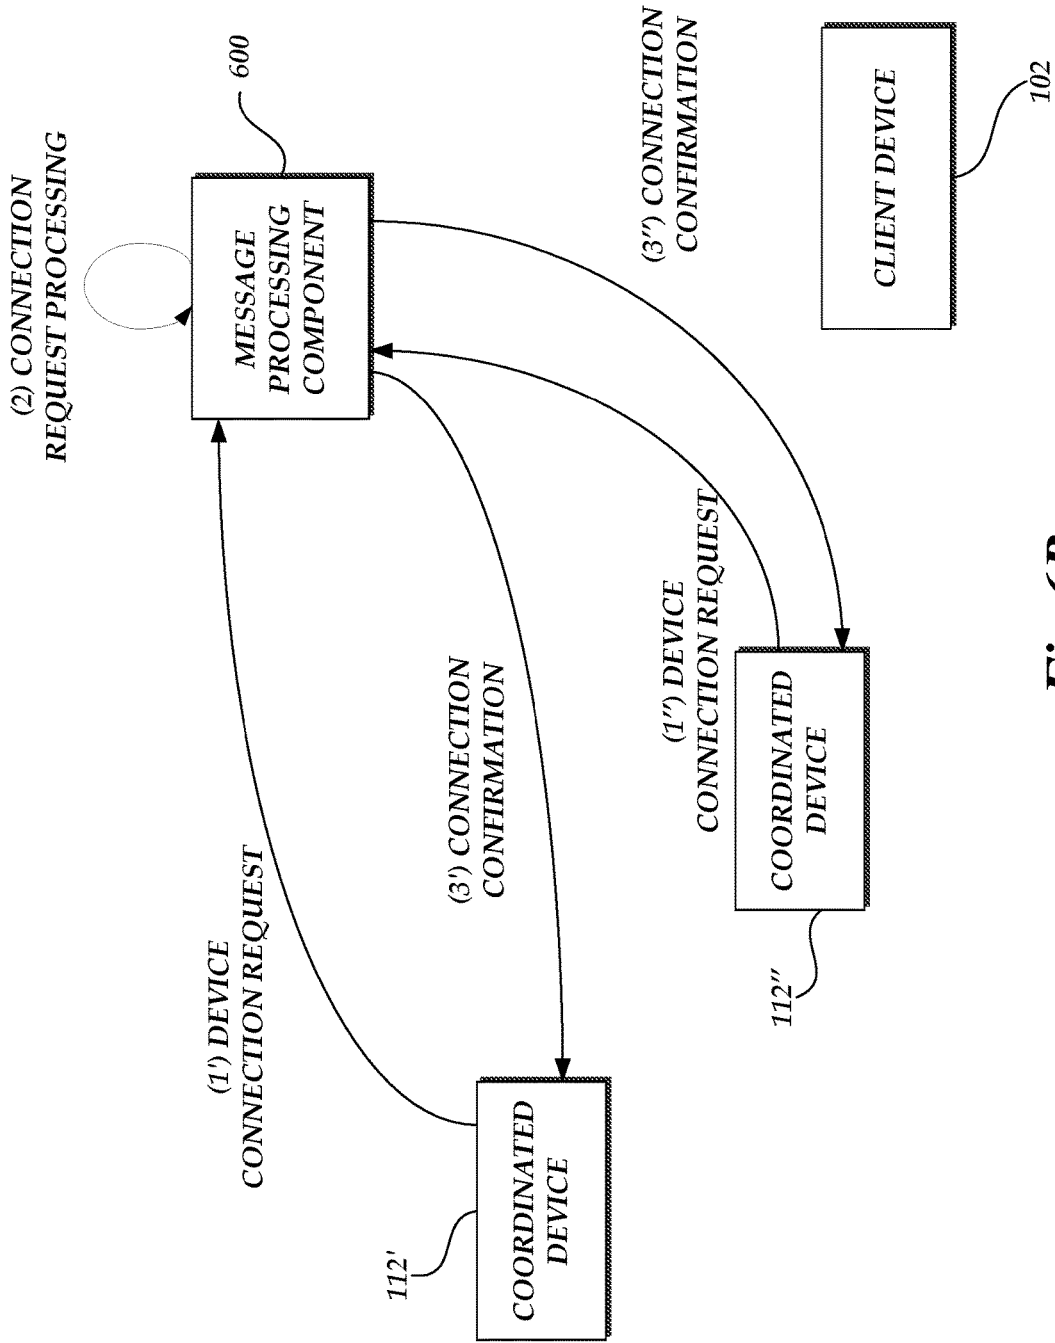 (2) CONNECTION
REQUEST PROCESSING
(1') DEVICE
CONNECTION REQUEST
MESSAGE
PROCESSING
COMPONENT
600
112'
COORDINATED
DEVICE
(3') CONNECTION
CONFIRMATION
(3'') CONNECTION
CONFIRMATION
(1'') DEVICE
CONNECTION REQUEST
112''
COORDINATED
DEVICE
CLIENT DEVICE
102